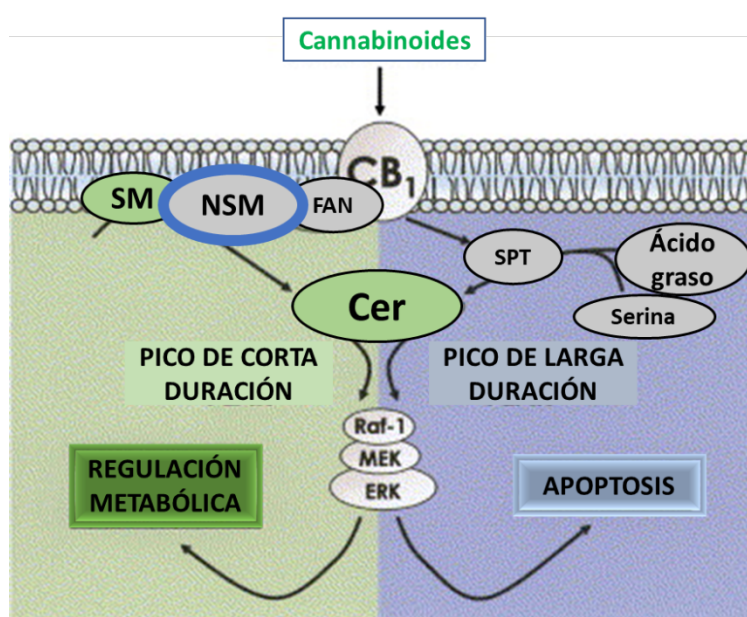 Cannabinoides
CB1
SM
NSM
FAN
SPT
Ácido
graso
Serina
Cer
PICO DE CORTA
DURACIÓN
PICO DE LARGA
DURACIÓN
Raf-1
MEK
ERK
REGULACIÓN
METABÓLICA
APOPTOSIS